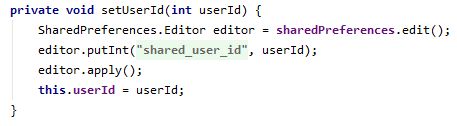 private void setUserId(int userId) {
SharedPreferences.Editor editor = sharedPreferences.edit();
editor.putInt("shared_user_id", userId);
editor.apply();
this.userId = userId;
}